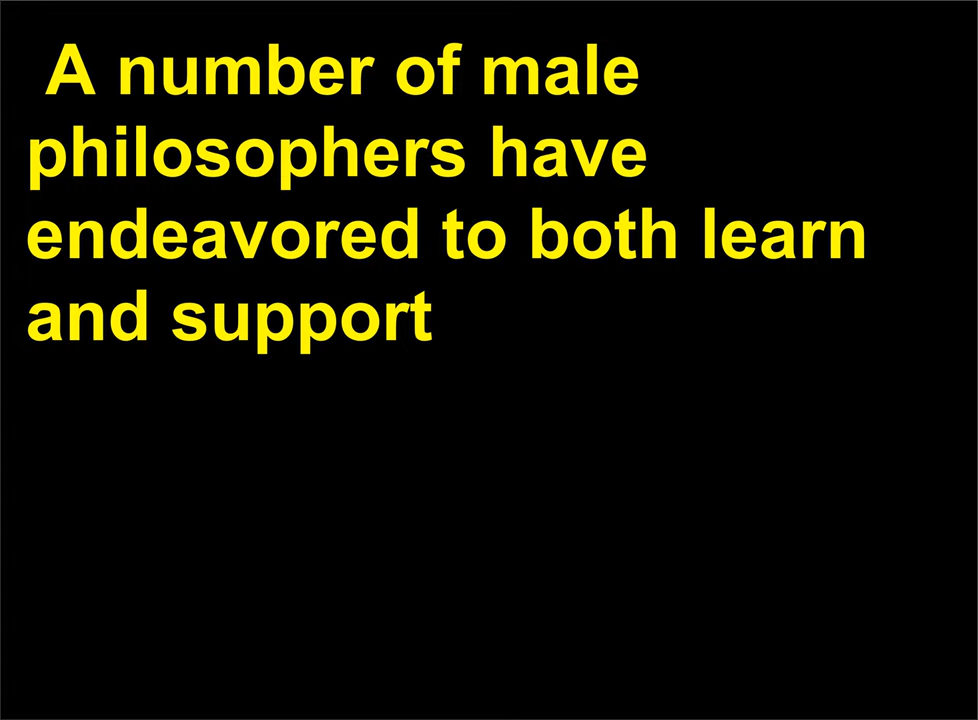 A number of male
philosophers have
endeavored to both learn
and support